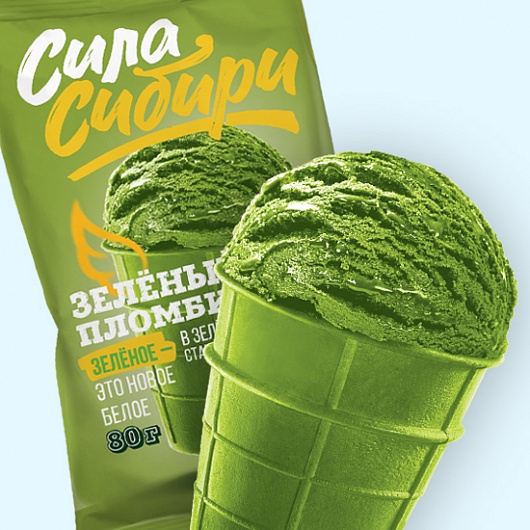 Сила
Сибири
ЗЕЛЁНЫ
ПЛОМБИ
ЗЕЛЁНОЕ –
ЭТО НОВОЕ
БЕЛОЕ
В ЗЕЛ
СТА
80 г